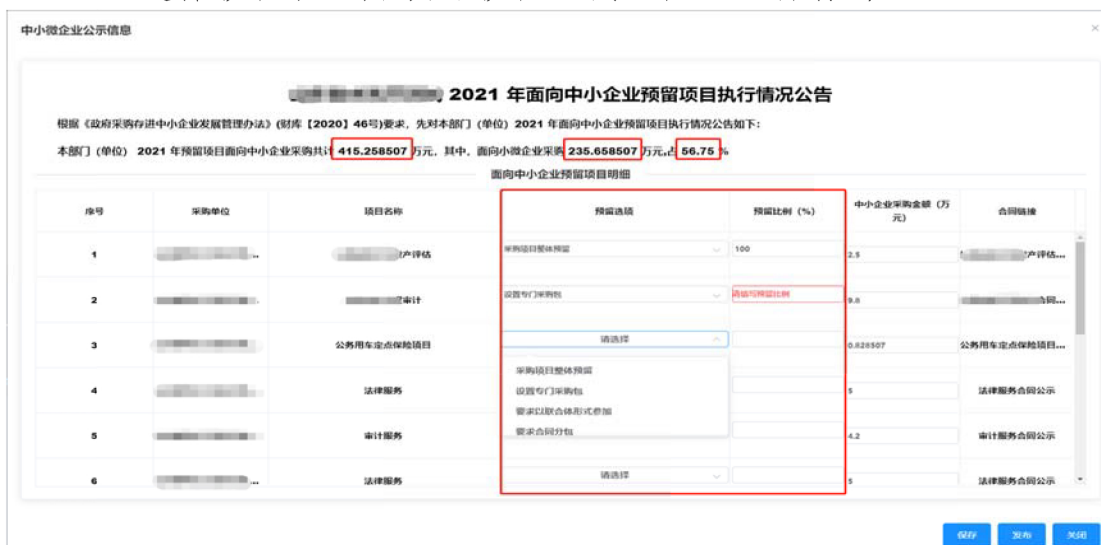 中小微企业公示信息
2021 年面向中小企业预留项目执行情况公告
根据《政府采购存进中小企业发展管理办法》(财库【2020】46号)要求，先对本部门（单位）2021 年面向中小企业预留项目执行情况公告如下：
本部门（单位） 2021 年预留项目面向中小企业采购共计 415.258507 万元，其中，面向小微企业采购 235.658507 万元,占 56.75 %
面向中小企业预留项目明细
序号 采购单位 项目名称 预留选项 预留比例（%） 中小企业采购金额（万元） 合同链接
1 ... 产评估 采购项目整体预留 100 2.5 产评估...
2 审计 设置专门采购包 请填写预留比例 9.8 合同...
3 公务用车定点保险项目 请选择 0.828507 公务用车定点保险项目...
采购项目整体预留
设置专门采购包
要求以联合体形式参加
要求合同分包
4 法律服务 5 法律服务合同公示
5 审计服务 4.2 审计服务合同公示
6 ... 法律服务 请选择 5 法律服务合同公示
保存 发布 关闭